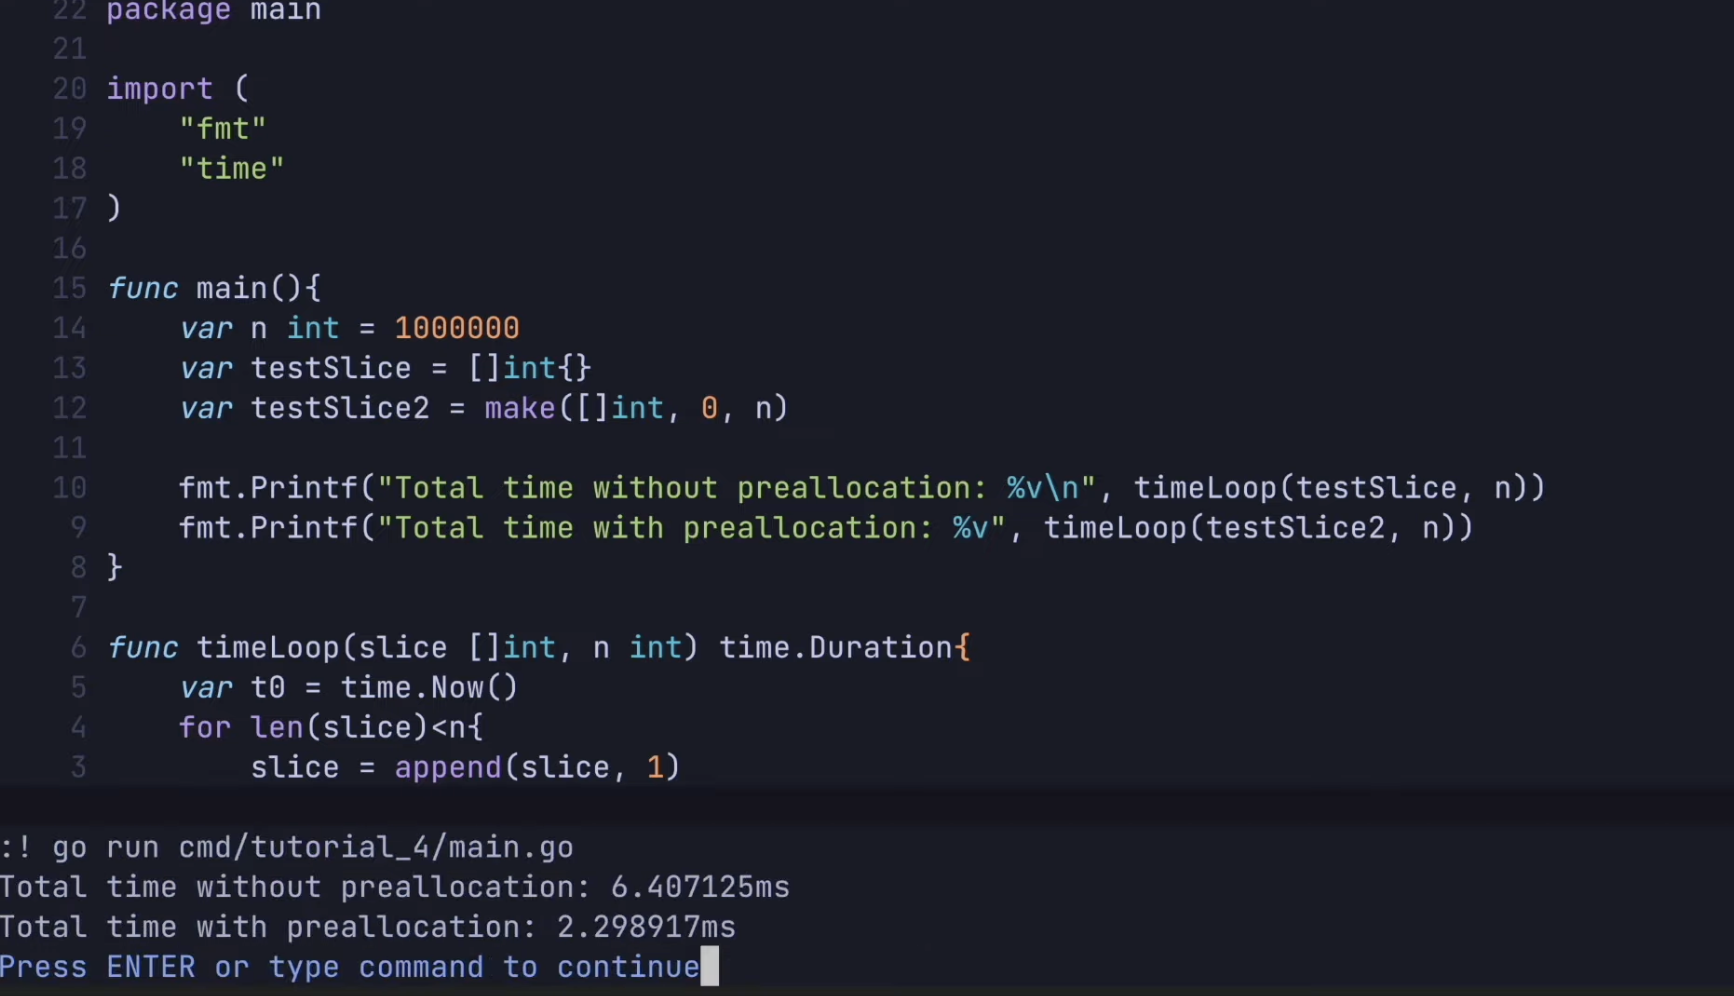 22 package main
21
20 import (
19     "fmt"
18     "time"
17 )
16
15 func main(){
14     var n int = 1000000
13     var testSlice = []int{}
12     var testSlice2 = make([]int, 0, n)
11
10     fmt.Printf("Total time without preallocation: %v\n", timeLoop(testSlice, n))
9     fmt.Printf("Total time with preallocation: %v", timeLoop(testSlice2, n))
8 }
7
6 func timeLoop(slice []int, n int) time.Duration{
5     var t0 = time.Now()
4     for len(slice)<n{
3         slice = append(slice, 1)
:! go run cmd/tutorial_4/main.go
Total time without preallocation: 6.407125ms
Total time with preallocation: 2.298917ms
Press ENTER or type command to continue